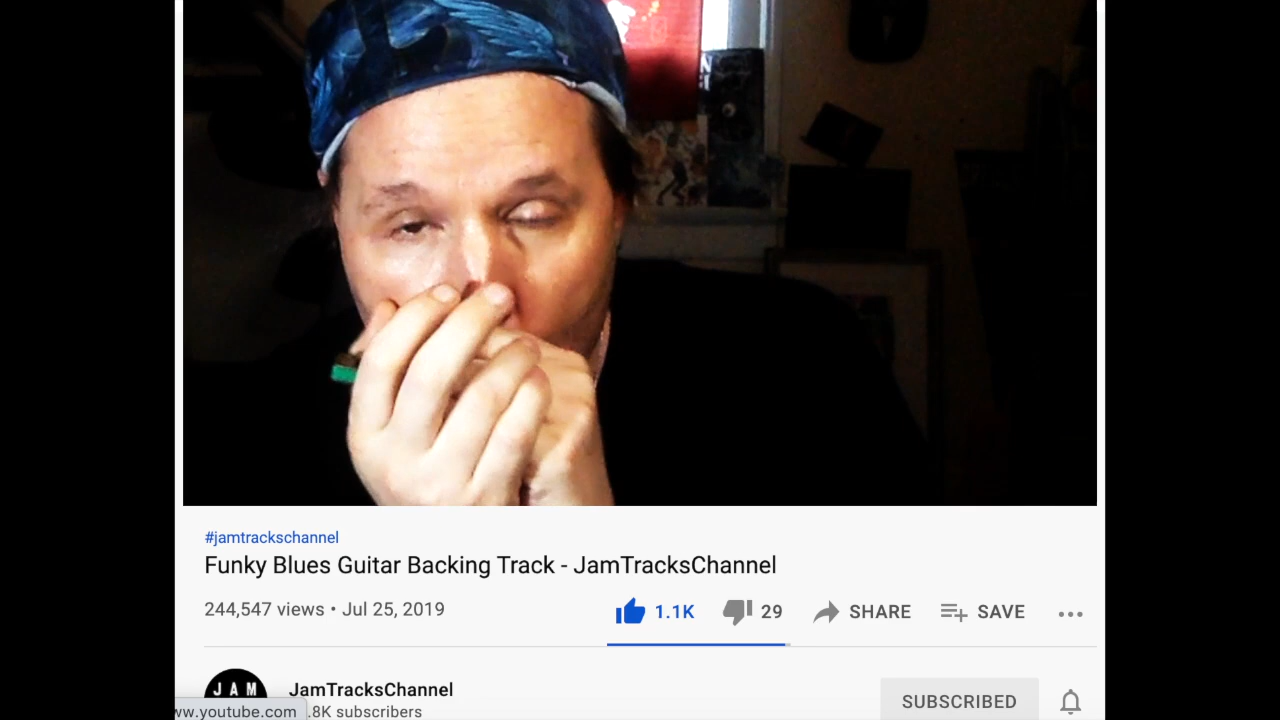 #jamtrackschannel
Funky Blues Guitar Backing Track - JamTracksChannel
244,547 views • Jul 25, 2019
1.1K
29
SHARE
SAVE
JAM
JamTracksChannel
SUBSCRIBED
ww.youtube.com
.8K subscribers